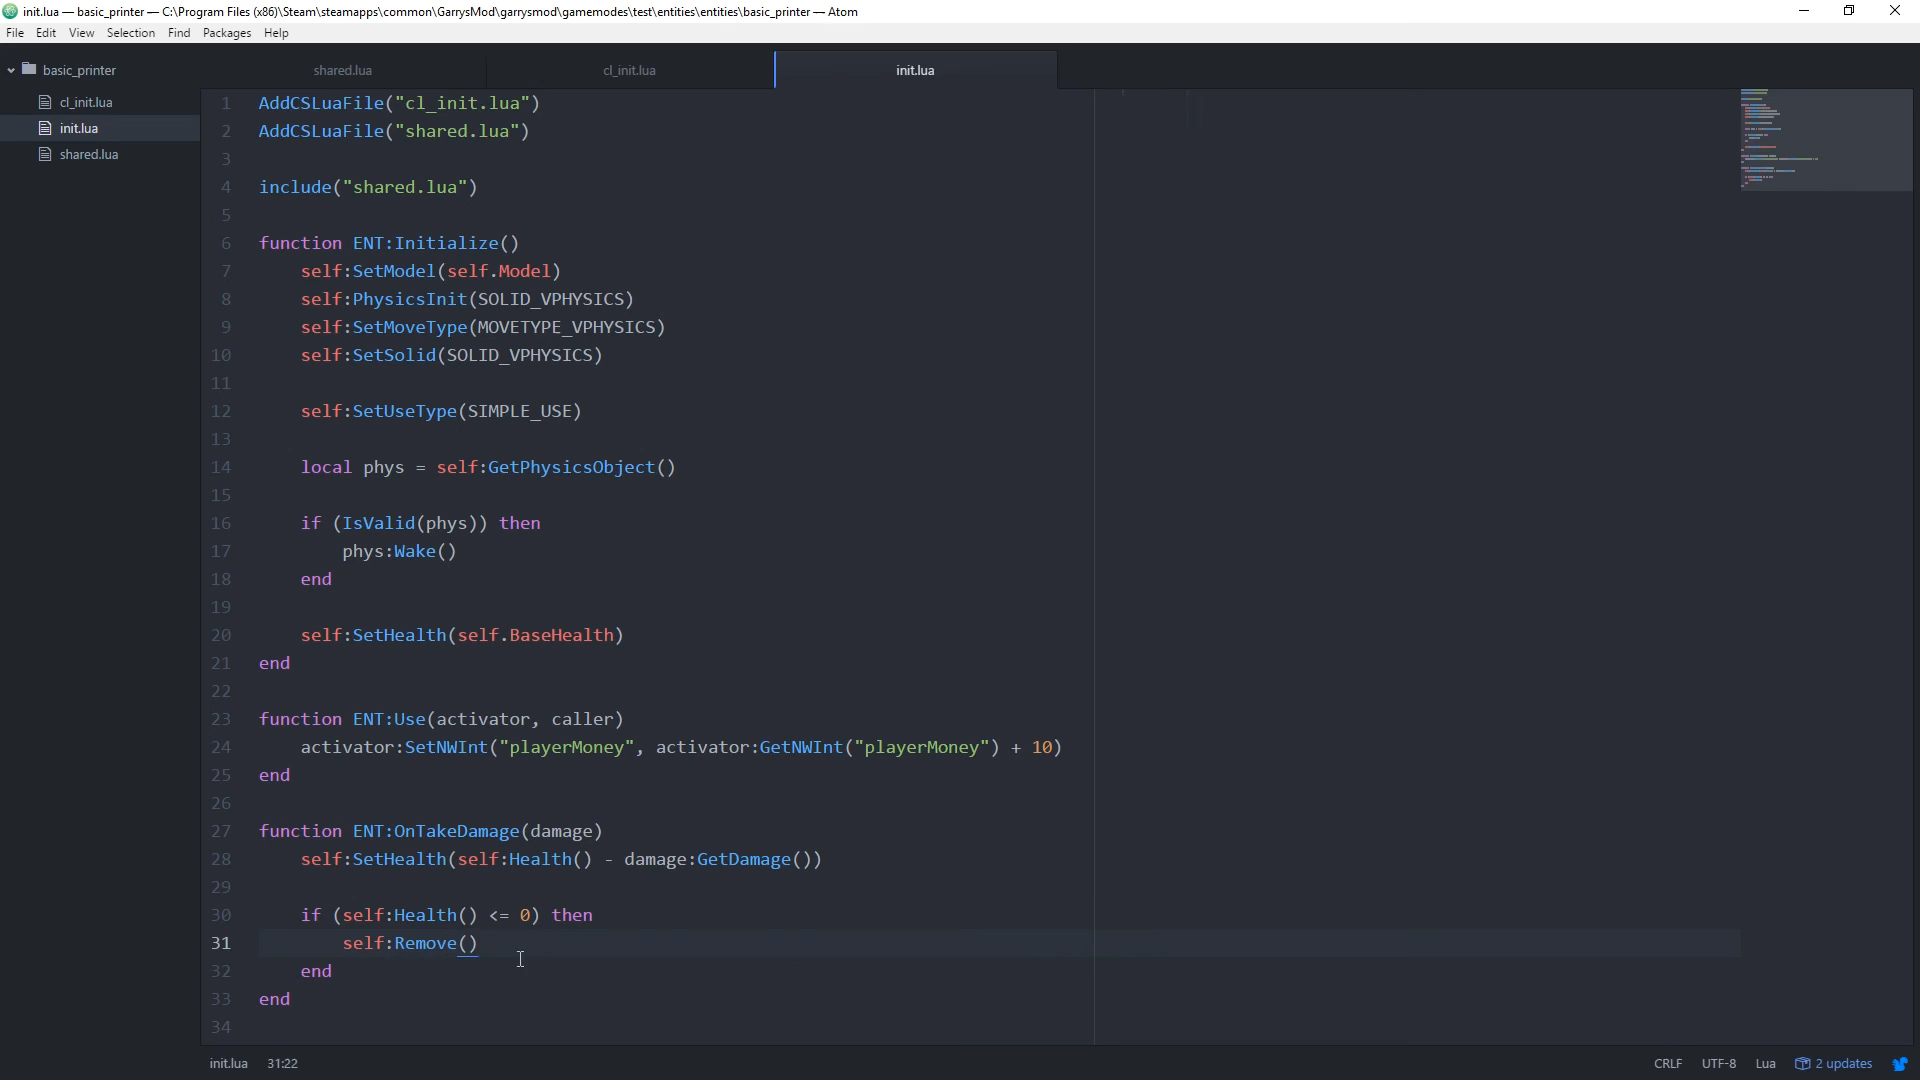 init.lua — basic_printer — C:\Program Files (x86)\Steam\steamapps\common\GarrysMod\garrysmod\gamemodes\test\entities\entities\basic_printer — Atom
File Edit View Selection Find Packages Help
basic_printer
cl_init.lua
init.lua
shared.lua
shared.lua cl_init.lua init.lua
1 AddCSLuaFile("cl_init.lua")
2 AddCSLuaFile("shared.lua")
3
4 include("shared.lua")
5
6 function ENT:Initialize()
7 self:SetModel(self.Model)
8 self:PhysicsInit(SOLID_VPHYSICS)
9 self:SetMoveType(MOVETYPE_VPHYSICS)
10 self:SetSolid(SOLID_VPHYSICS)
11
12 self:SetUseType(SIMPLE_USE)
13
14 local phys = self:GetPhysicsObject()
15
16 if (IsValid(phys)) then
17 phys:Wake()
18 end
19
20 self:SetHealth(self.BaseHealth)
21 end
22
23 function ENT:Use(activator, caller)
24 activator:SetNWInt("playerMoney", activator:GetNWInt("playerMoney") + 10)
25 end
26
27 function ENT:OnTakeDamage(damage)
28 self:SetHealth(self:Health() - damage:GetDamage())
29
30 if (self:Health() <= 0) then
31 self:Remove()
32 end
33 end
34
init.lua 31:22 CRLF UTF-8 Lua 2 updates